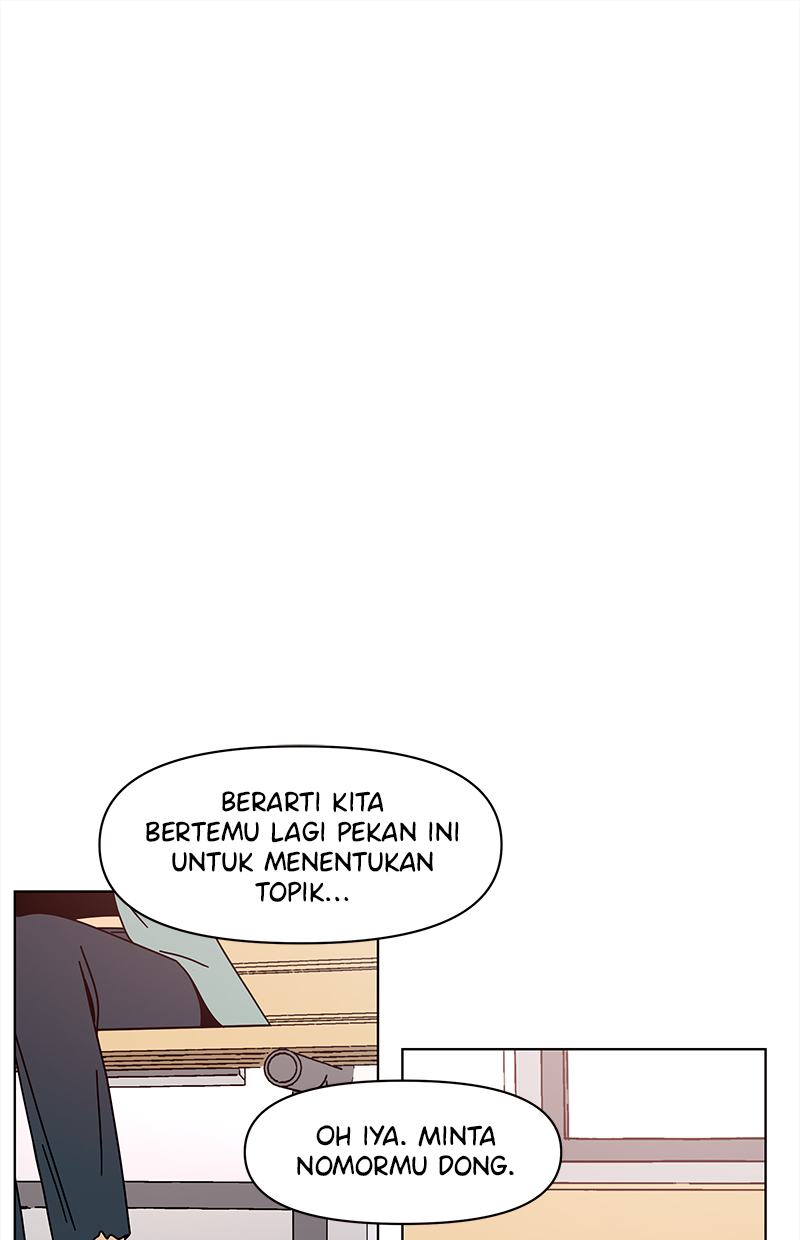 BERARTI KITA
BERTEMU LAGI PEKAN INI
UNTUK MENENTUKAN
TOPIK...
OH IYA. MINTA
NOMORMU DONG.